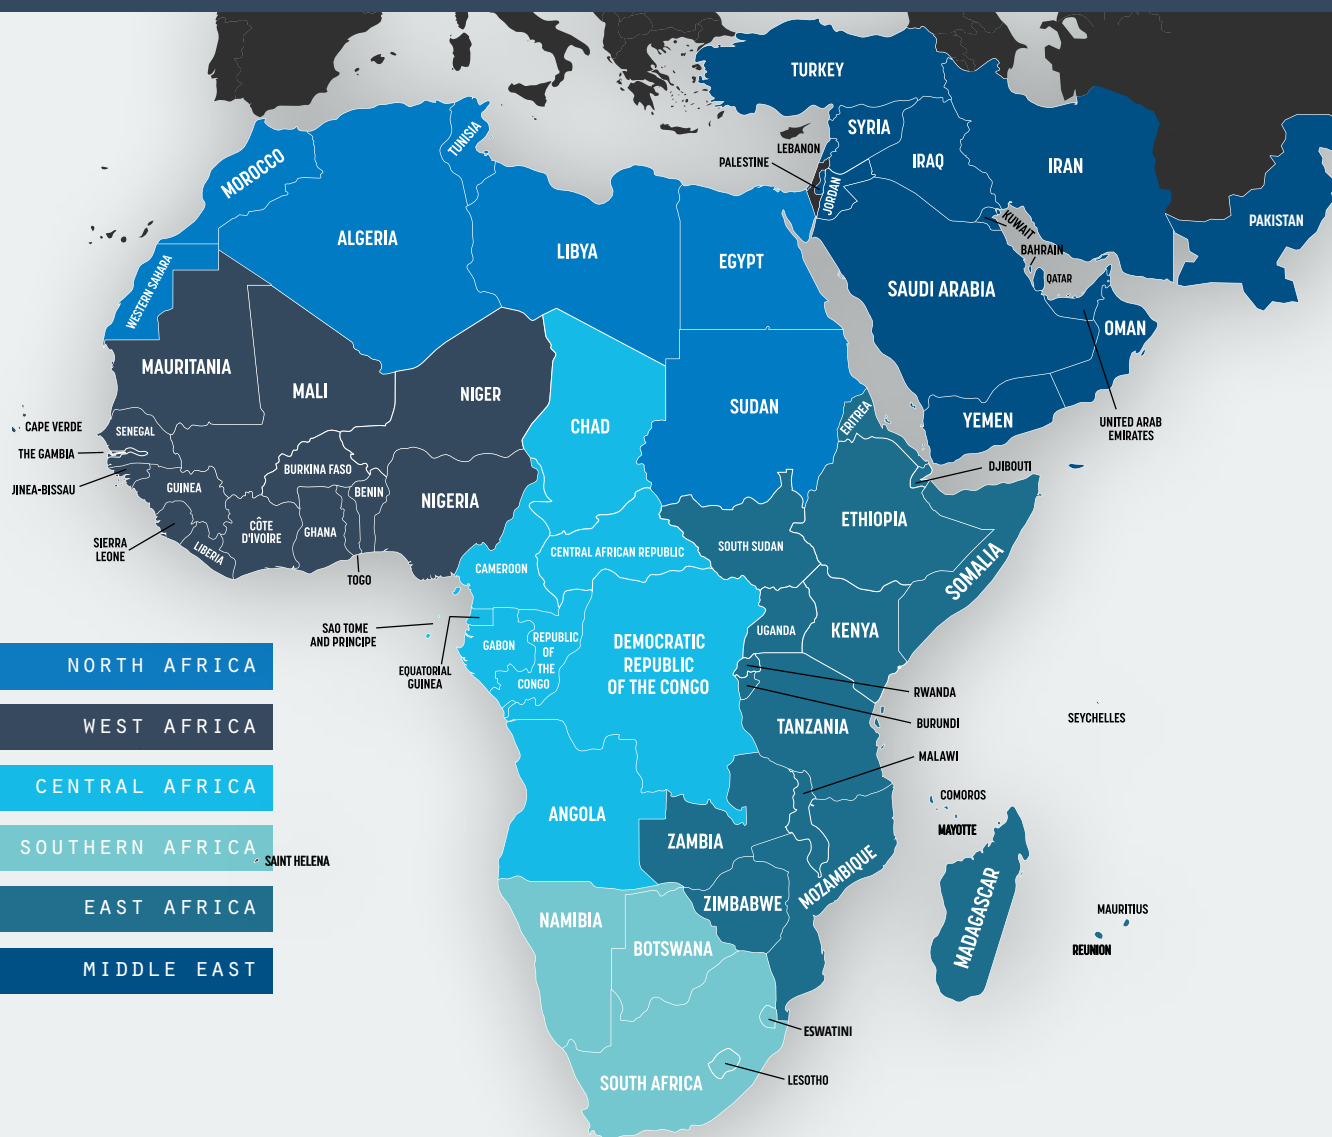 TURKEY
SYRIA
LEBANON
PALESTINE
IRAQ
IRAN
JORDAN
KUWAIT
BAHRAIN
QATAR
PAKISTAN
SAUDI ARABIA
OMAN
YEMEN
UNITED ARAB
EMIRATES
MOROCCO
TUNISIA
ALGERIA
LIBYA
EGYPT
WESTERN SAHARA
MAURITANIA
MALI
NIGER
CHAD
SUDAN
ERITREA
CAPE VERDE
SENEGAL
THE GAMBIA
JINEA-BISSAU
GUINEA
BURKINA FASO
BENIN
NIGERIA
SIERRA
LEONE
LIBERIA
CÔTE
D'IVOIRE
GHANA
TOGO
DJIBOUTI
ETHIOPIA
SOMALIA
SOUTH SUDAN
CENTRAL AFRICAN REPUBLIC
CAMEROON
SAO TOME
AND PRINCIPE
EQUATORIAL
GUINEA
GABON
REPUBLIC
OF
THE
CONGO
DEMOCRATIC
REPUBLIC
OF THE CONGO
UGANDA
KENYA
RWANDA
BURUNDI
TANZANIA
MALAWI
SEYCHELLES
COMOROS
MAYOTTE
ANGOLA
ZAMBIA
MOZAMBIQUE
ZIMBABWE
MADAGASCAR
MAURITIUS
REUNION
NAMIBIA
BOTSWANA
ESWATINI
LESOTHO
SOUTH AFRICA
NORTH AFRICA
WEST AFRICA
CENTRAL AFRICA
SOUTHERN AFRICA
SAINT HELENA
EAST AFRICA
MIDDLE EAST